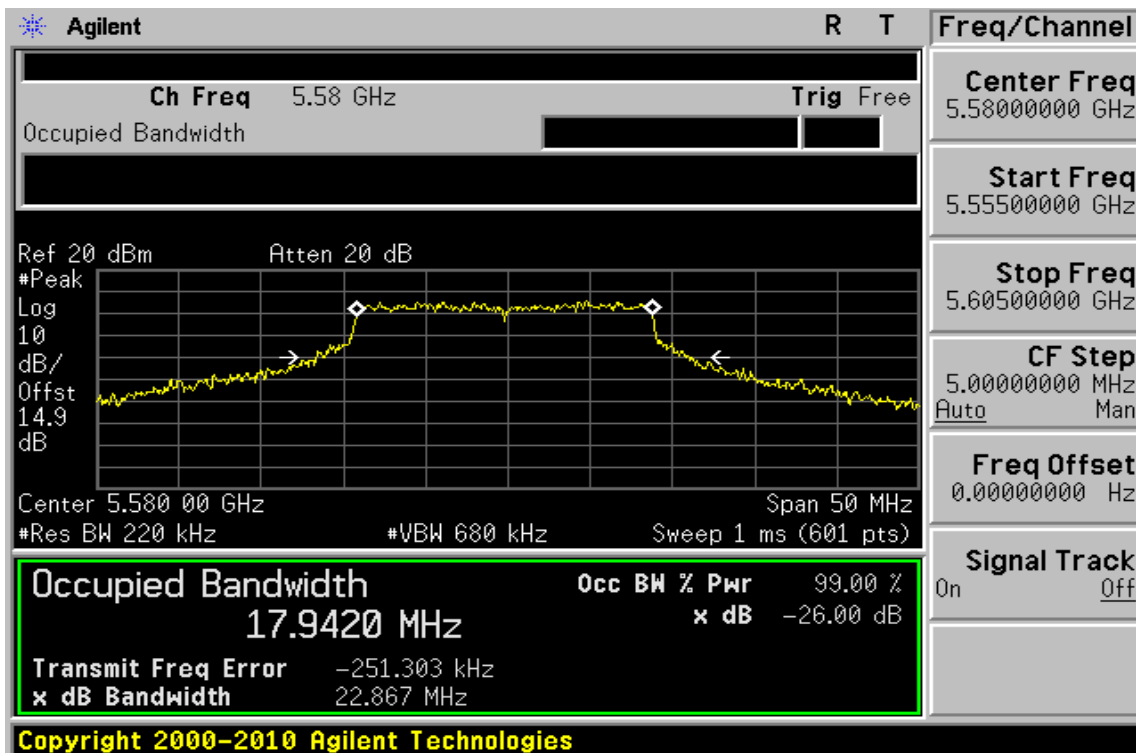 Agilent R T
Freq/Channel
Ch Freq 5.58 GHz Trig Free
Occupied Bandwidth
Center Freq
5.58000000 GHz
Start Freq
5.55500000 GHz
Stop Freq
5.60500000 GHz
CF Step
5.00000000 MHz
Auto Man
Freq Offset
0.00000000 Hz
Signal Track
On Off
Ref 20 dBm Atten 20 dB
#Peak
Log
10
dB/
Offst
14.9
dB
Center 5.580 00 GHz Span 50 MHz
#Res BW 220 kHz #VBW 680 kHz Sweep 1 ms (601 pts)
Occupied Bandwidth
17.9420 MHz
Occ BW % Pwr 99.00 %
x dB -26.00 dB
Transmit Freq Error -251.303 kHz
x dB Bandwidth 22.867 MHz
Copyright 2000-2010 Agilent Technologies